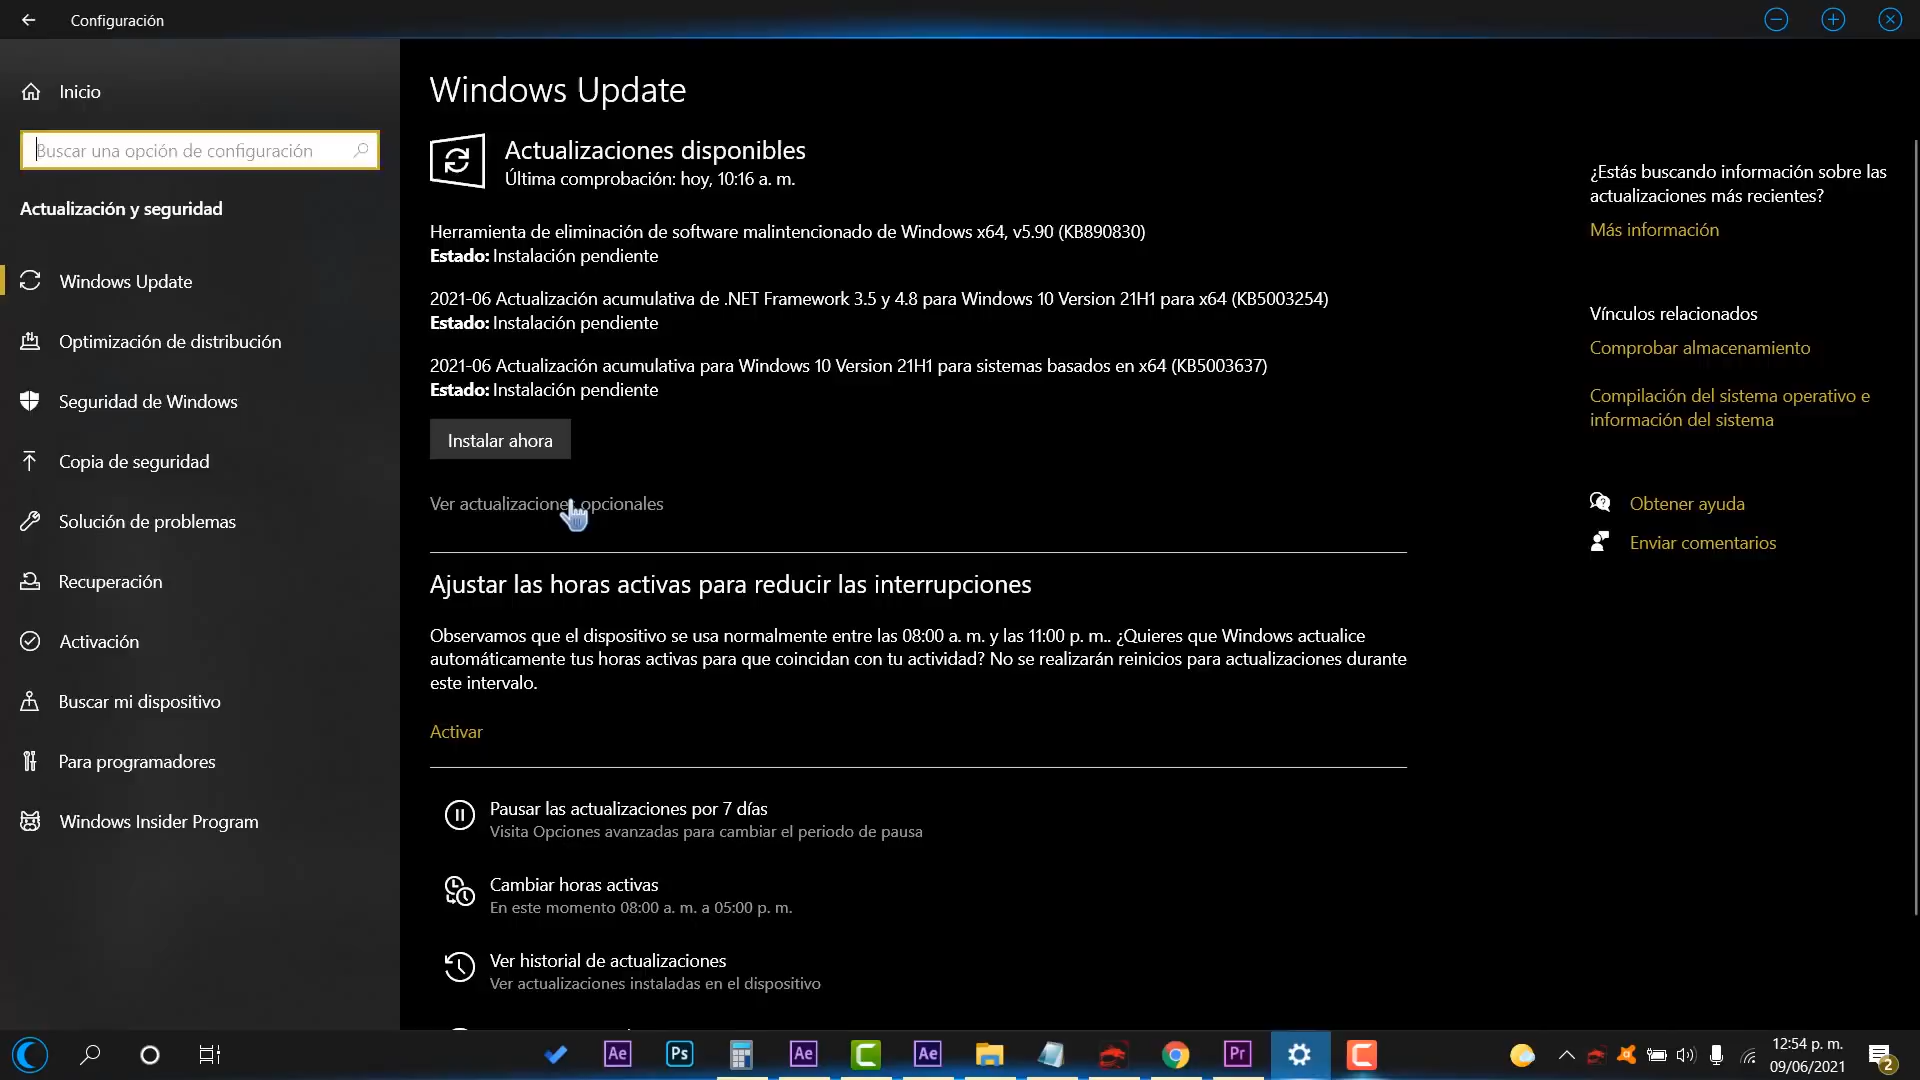 Configuración
Inicio
Buscar una opción de configuración
Actualización y seguridad
Windows Update
Optimización de distribución
Seguridad de Windows
Copia de seguridad
Solución de problemas
Recuperación
Activación
Buscar mi dispositivo
Para programadores
Windows Insider Program
Windows Update
Actualizaciones disponibles
Última comprobación: hoy, 10:16 a. m.
Herramienta de eliminación de software malintencionado de Windows x64, v5.90 (KB890830)
Estado: Instalación pendiente
2021-06 Actualización acumulativa de .NET Framework 3.5 y 4.8 para Windows 10 Version 21H1 para x64 (KB5003254)
Estado: Instalación pendiente
2021-06 Actualización acumulativa para Windows 10 Version 21H1 para sistemas basados en x64 (KB5003637)
Estado: Instalación pendiente
Instalar ahora
Ver actualizaciones opcionales
Ajustar las horas activas para reducir las interrupciones
Observamos que el dispositivo se usa normalmente entre las 08:00 a. m. y las 11:00 p. m.. ¿Quieres que Windows actualice
automáticamente tus horas activas para que coincidan con tu actividad? No se realizarán reinicios para actualizaciones durante
este intervalo.
Activar
Pausar las actualizaciones por 7 días
Visita Opciones avanzadas para cambiar el periodo de pausa
Cambiar horas activas
En este momento 08:00 a. m. a 05:00 p. m.
Ver historial de actualizaciones
Ver actualizaciones instaladas en el dispositivo
¿Estás buscando información sobre las
actualizaciones más recientes?
Más información
Vínculos relacionados
Comprobar almacenamiento
Compilación del sistema operativo e
información del sistema
Obtener ayuda
Enviar comentarios
Ae
Ps
Ae
Ae
Pr
12:54 p. m.
09/06/2021
2